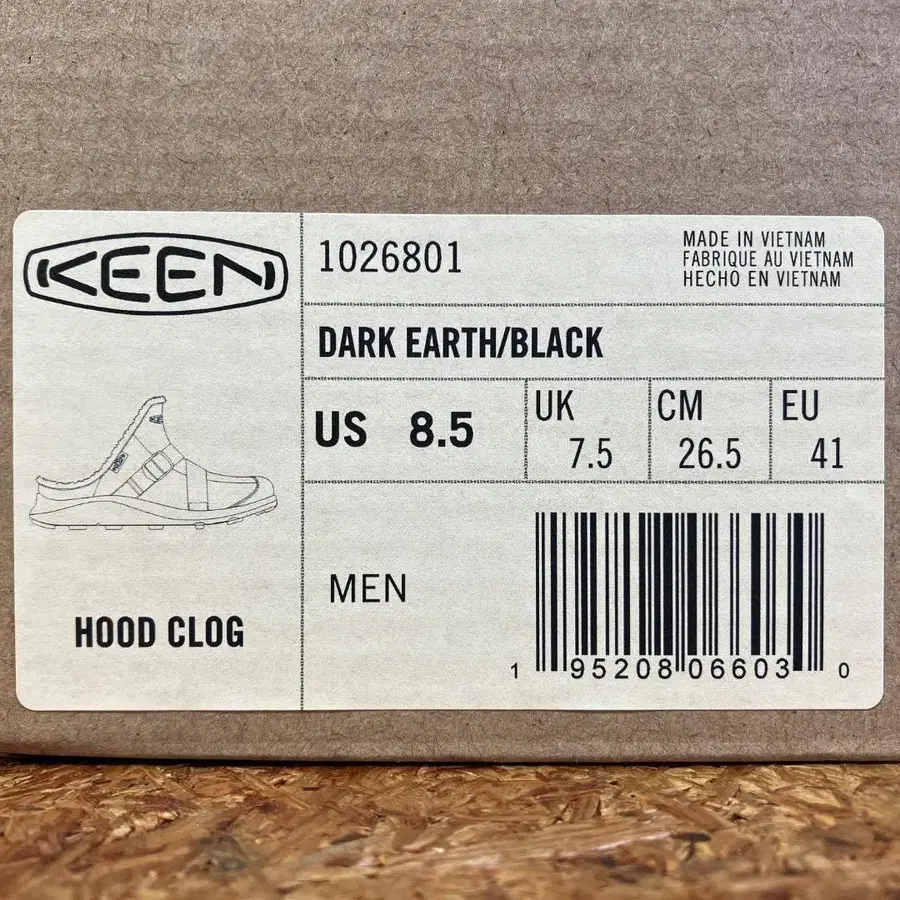 KEEN
1026801
MADE IN VIETNAM
FABRIQUE AU VIETNAM
HECHO EN VIETNAM
DARK EARTH/BLACK
US 8.5
UK 7.5
CM 26.5
EU 41
HOOD CLOG
MEN
1 95208 06603 0